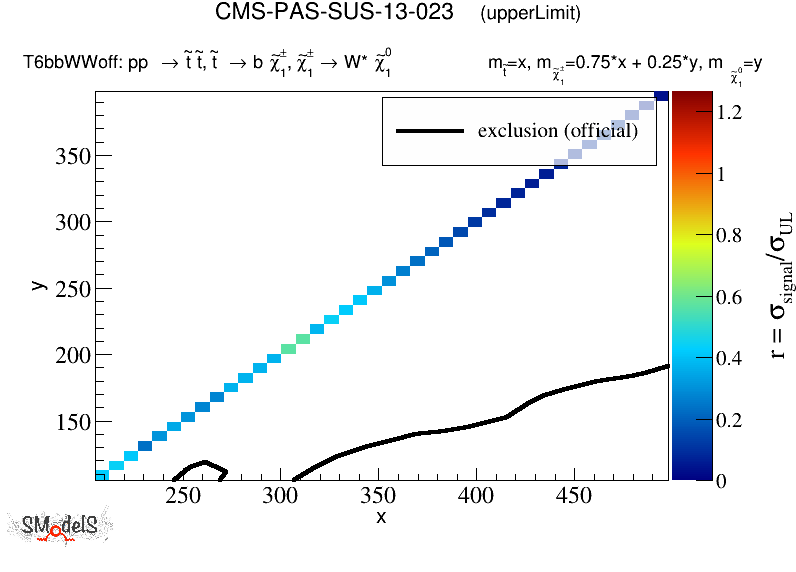 CMS-PAS-SUS-13-023 (upperLimit)
T6bbWWoff: pp → t̃ t̃, t̃ → b χ̃₁±, χ̃₁± → W* χ̃₁⁰ m_t̃=x, m_χ̃₁±=0.75*x + 0.25*y, m_χ̃₁⁰=y
exclusion (official)
350
300
250
200
150
y
250 300 350 400 450
x
1.2
1
0.8
0.6
0.4
0.2
0
r = σ_signal/σ_UL
SModelS